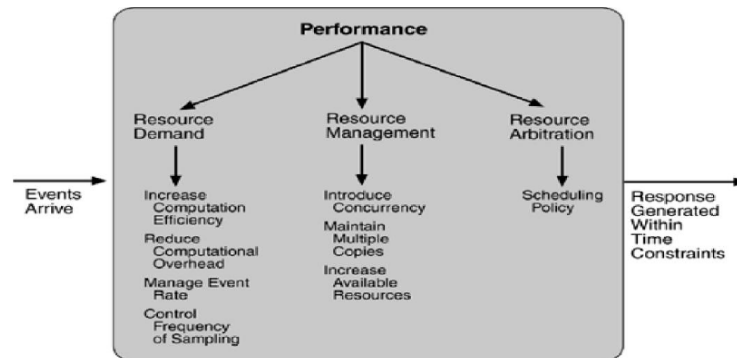 Performance
Events
Arrive
Resource
Demand
Increase
Computation
Efficiency
Reduce
Computational
Overhead
Manage Event
Rate
Control
Frequency
of Sampling
Resource
Management
Introduce
Concurrency
Maintain
Multiple
Copies
Increase
Available
Resources
Resource
Arbitration
Scheduling
Policy
Response
Generated
Within
Time
Constraints